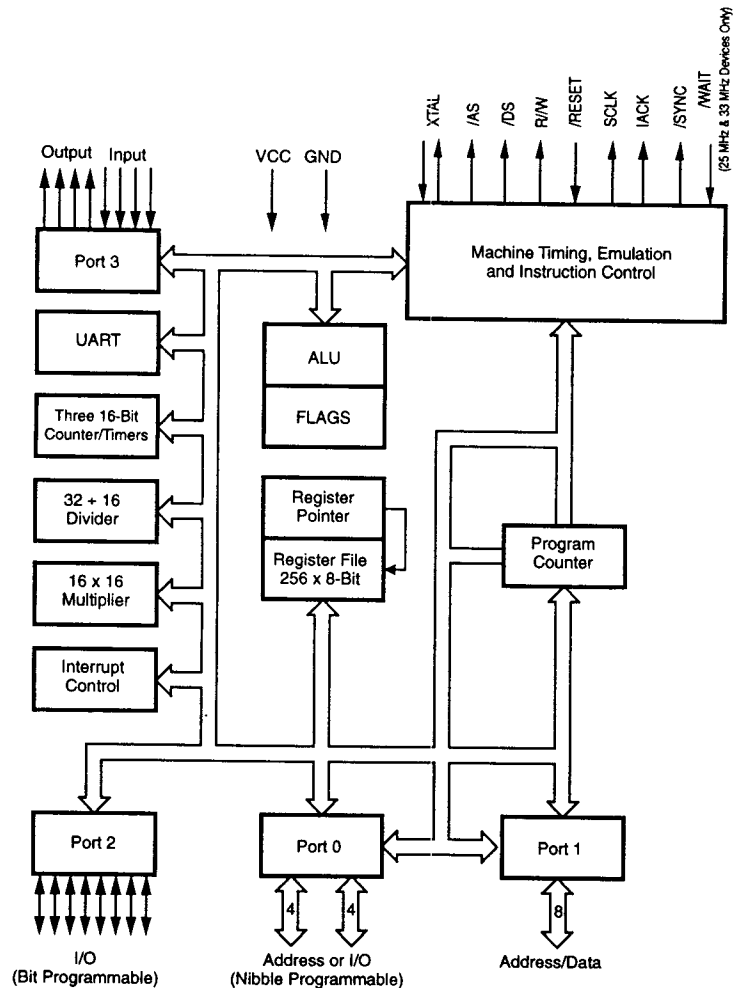 XTAL
/AS
/DS
R//W
/RESET
SCLK
IACK
/SYNC
/WAIT
(25 MHz & 33 MHz Devices Only)
Output
Input
VCC
GND
Port 3
Machine Timing, Emulation
and Instruction Control
UART
ALU
FLAGS
Three 16-Bit
Counter/Timers
32 ÷ 16
Divider
Register
Pointer
Register File
256 x 8-Bit
Program
Counter
16 x 16
Multiplier
Interrupt
Control
Port 2
Port 0
Port 1
4
4
8
I/O
(Bit Programmable)
Address or I/O
(Nibble Programmable)
Address/Data